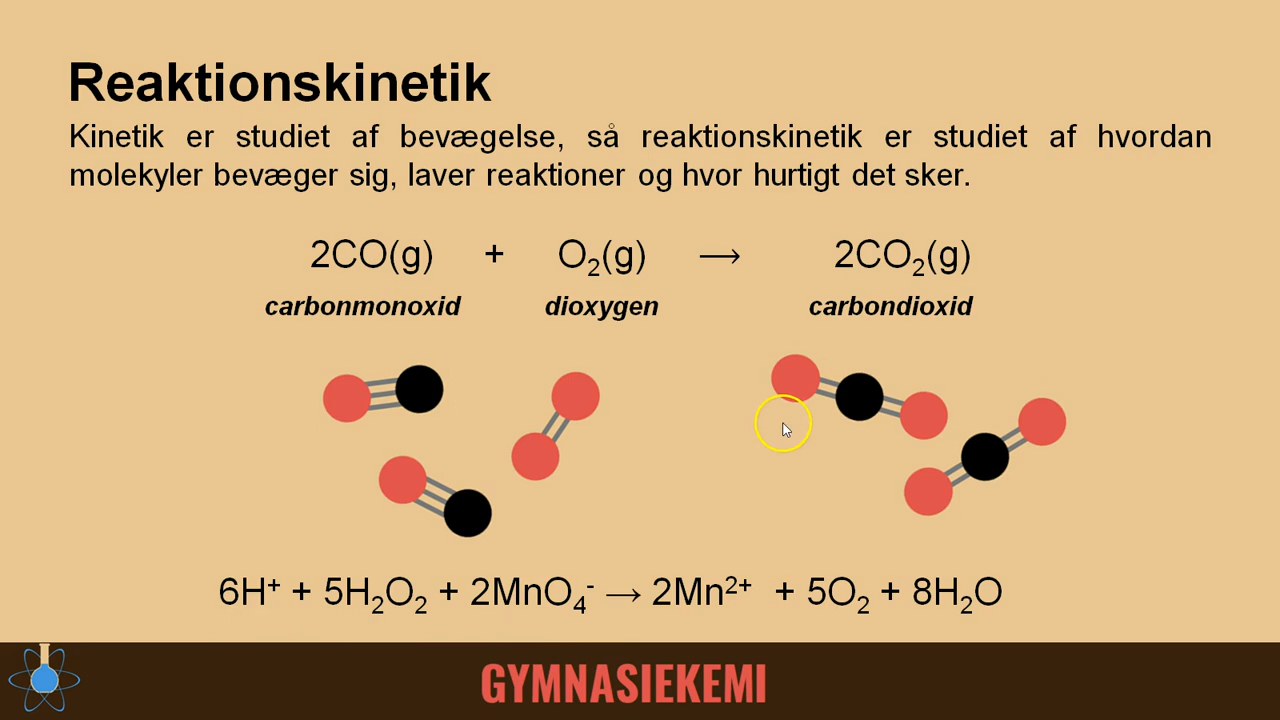 Reaktionskinetik
Kinetik er studiet af bevægelse, så reaktionskinetik er studiet af hvordan
molekyler bevæger sig, laver reaktioner og hvor hurtigt det sker.
2CO(g) + O₂(g) ⟶ 2CO₂(g)
carbonmonoxid dioxygen carbondioxid
6H⁺ + 5H₂O₂ + 2MnO₄⁻ → 2Mn²⁺ + 5O₂ + 8H₂O
GYMNASIEKEMI